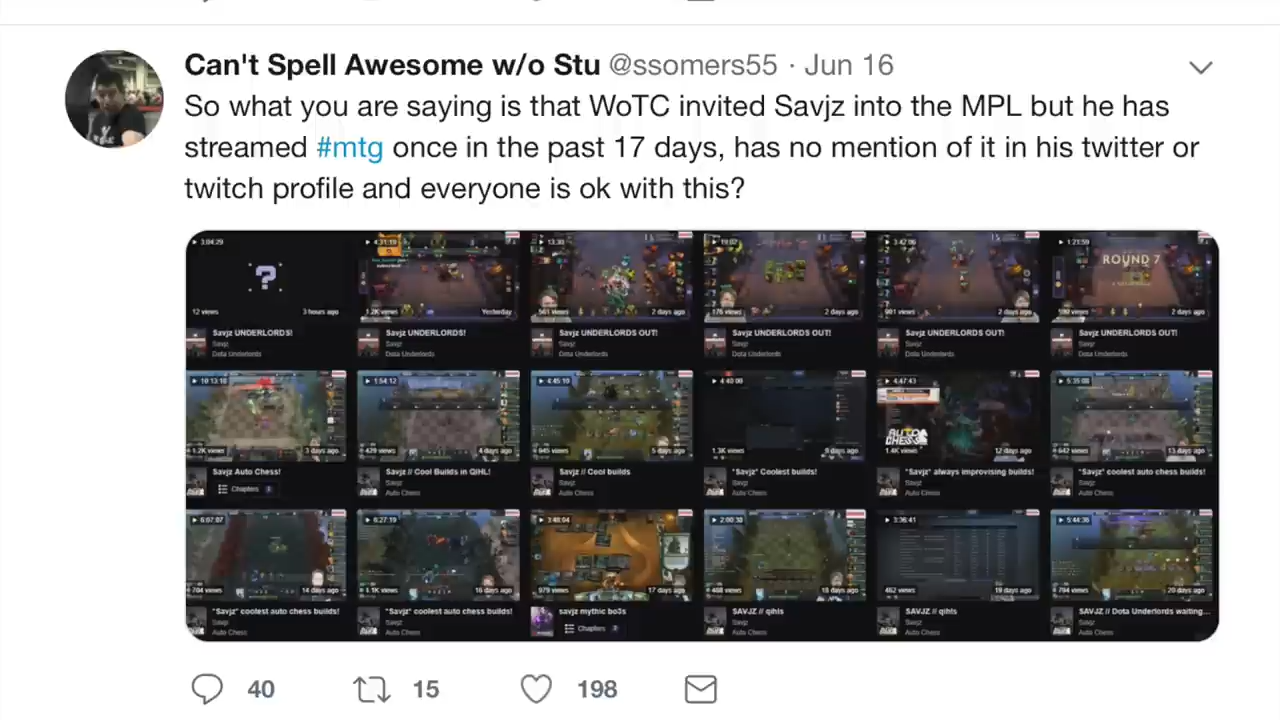 Can't Spell Awesome w/o Stu @ssomers55 · Jun 16
So what you are saying is that WoTC invited Savjz into the MPL but he has
streamed #mtg once in the past 17 days, has no mention of it in his twitter or
twitch profile and everyone is ok with this?
3:04:29
4:31:19
13:30
19:02
3:42:06
1:21:59
ROUND 7
12 views 3 hours ago
1.2K views Yesterday
561 views 2 days ago
176 views 2 days ago
981 views 2 days ago
2 days ago
Savjz UNDERLORDS!
Savjz UNDERLORDS!
Savjz UNDERLORDS OUT!
Savjz UNDERLORDS OUT!
Savjz UNDERLORDS OUT!
Savjz UNDERLORDS OUT!
Savjz
Savjz
Savjz
Savjz
Savjz
Savjz
Dota Underlords
Dota Underlords
Dota Underlords
Dota Underlords
Dota Underlords
Dota Underlords
10:13:18
1:54:12
4:45:10
4:40:00
4:47:43
5:35:08
AUTO CHESS
1.2K views 3 days ago
429 views 4 days ago
945 views 5 days ago
1.3K views 9 days ago
1.4K views 12 days ago
642 views 13 days ago
Savjz Auto Chess!
Savjz // Cool Builds in QIHL!
Savjz // Cool builds
"Savjz" Coolest builds!
"Savjz" always improvising builds!
"Savjz" coolest auto chess builds!
Chapters
Savjz
Savjz
Savjz
Savjz
Savjz
Auto Chess
Auto Chess
Auto Chess
Auto Chess
Auto Chess
6:07:07
6:27:19
3:48:04
2:00:38
3:36:41
5:44:36
704 views 14 days ago
1.1K views 16 days ago
979 views 17 days ago
468 views 18 days ago
462 views 19 days ago
794 views 20 days ago
"Savjz" coolest auto chess builds!
"Savjz" coolest auto chess builds!
savjz mythic bo3s
SAVJZ // qihls
SAVJZ // qihls
SAVJZ // Dota Underlords waiting...
Savjz
Savjz
Chapters
Savjz
Savjz
Savjz
Auto Chess
Auto Chess
Auto Chess
Auto Chess
Auto Chess
40 15 198